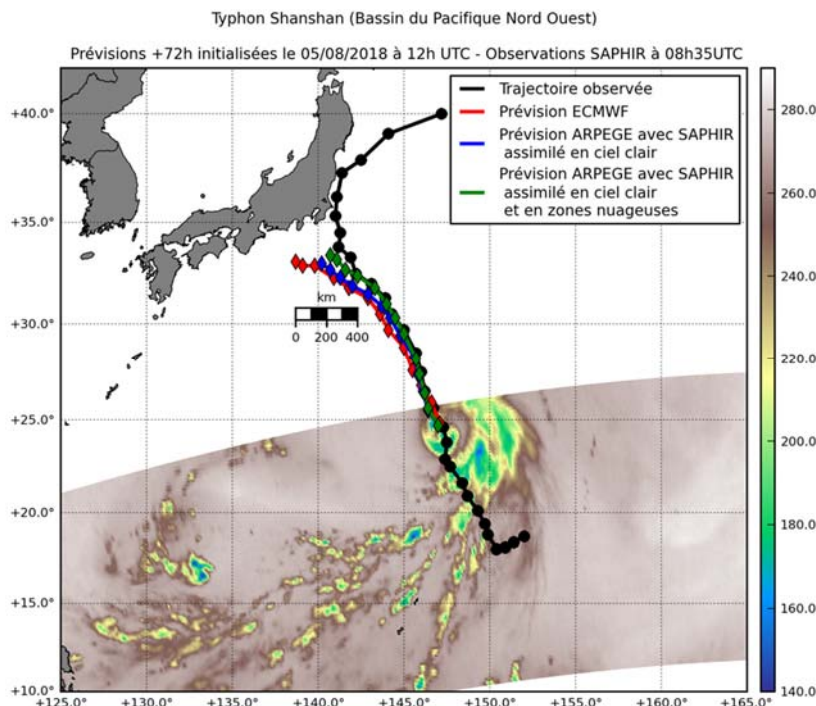 Typhon Shanshan (Bassin du Pacifique Nord Ouest)
Prévisions +72h initialisées le 05/08/2018 à 12h UTC - Observations SAPHIR à 08h35UTC
Trajectoire observée
Prévision ECMWF
Prévision ARPEGE avec SAPHIR
assimilé en ciel clair
Prévision ARPEGE avec SAPHIR
assimilé en ciel clair
et en zones nuageuses
+40.0°
+35.0°
+30.0°
+25.0°
+20.0°
+15.0°
+10.0°
km
0 200 400
+125.0° +130.0° +135.0° +140.0° +145.0° +150.0° +155.0° +160.0° +165.0°
280.0
260.0
240.0
220.0
200.0
180.0
160.0
140.0